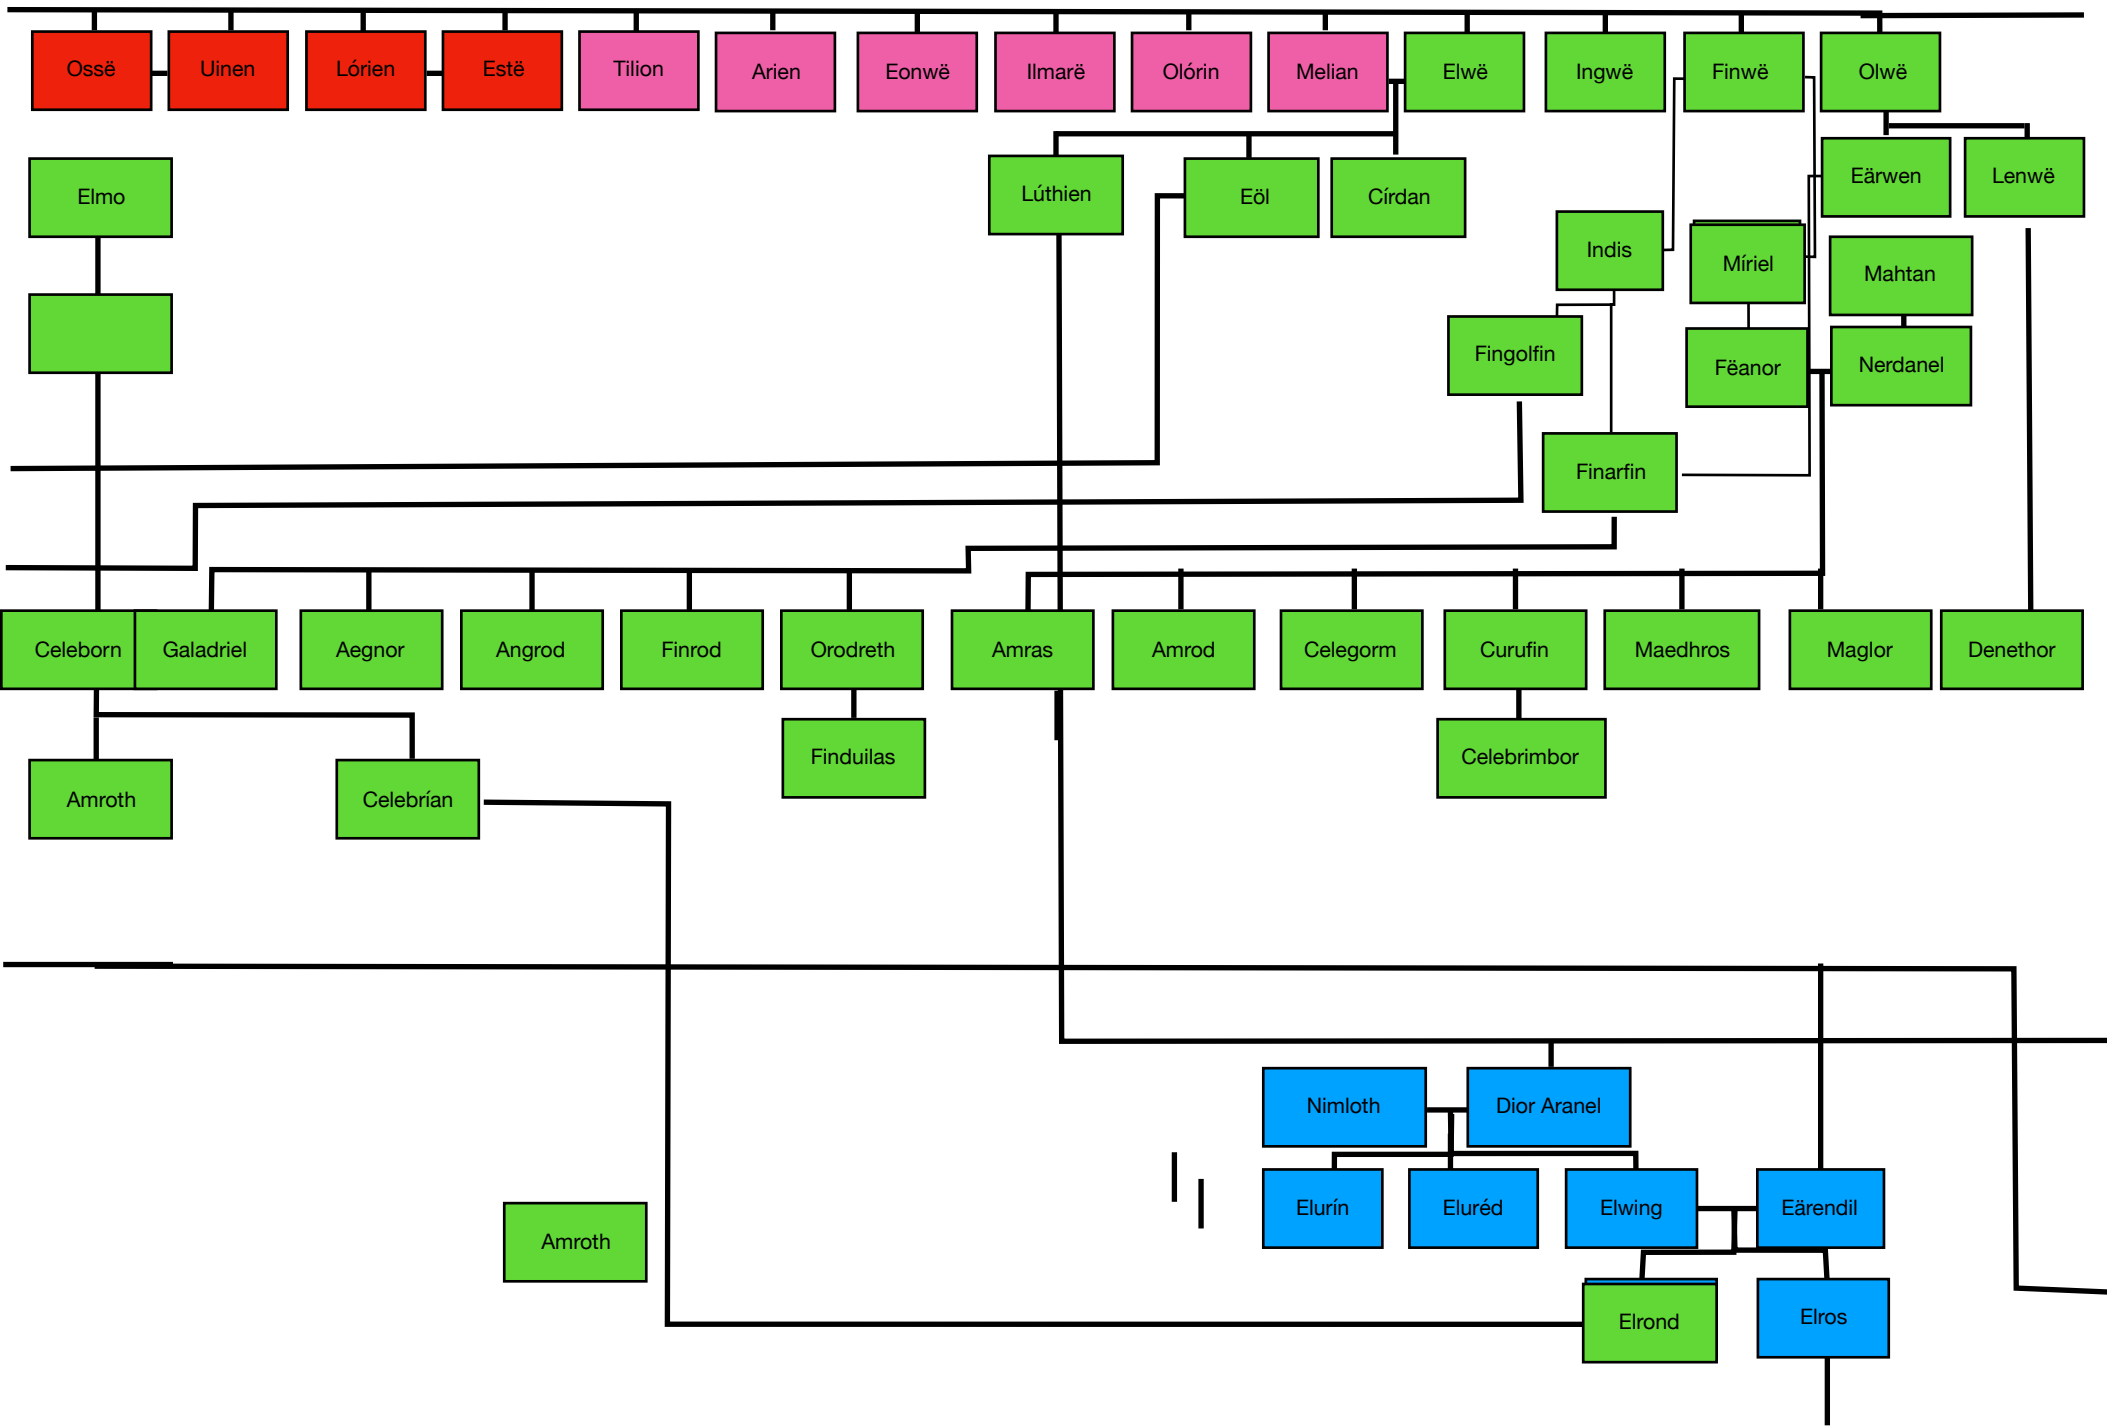 Ossë
Uinen
Lórien
Estë
Tilion
Arien
Eonwë
Ilmarë
Olórin
Melian
Elwë
Ingwë
Finwë
Olwë
Elmo
Lúthien
Eöl
Círdan
Eärwen
Lenwë
Indis
Míriel
Mahtan
Fingolfin
Fëanor
Nerdanel
Finarfin
Celeborn
Galadriel
Aegnor
Angrod
Finrod
Orodreth
Amras
Amrod
Celegorm
Curufin
Maedhros
Maglor
Denethor
Finduilas
Celebrimbor
Amroth
Celebrían
Nimloth
Dior Aranel
Elurín
Eluréd
Elwing
Eärendil
Amroth
Elrond
Elros